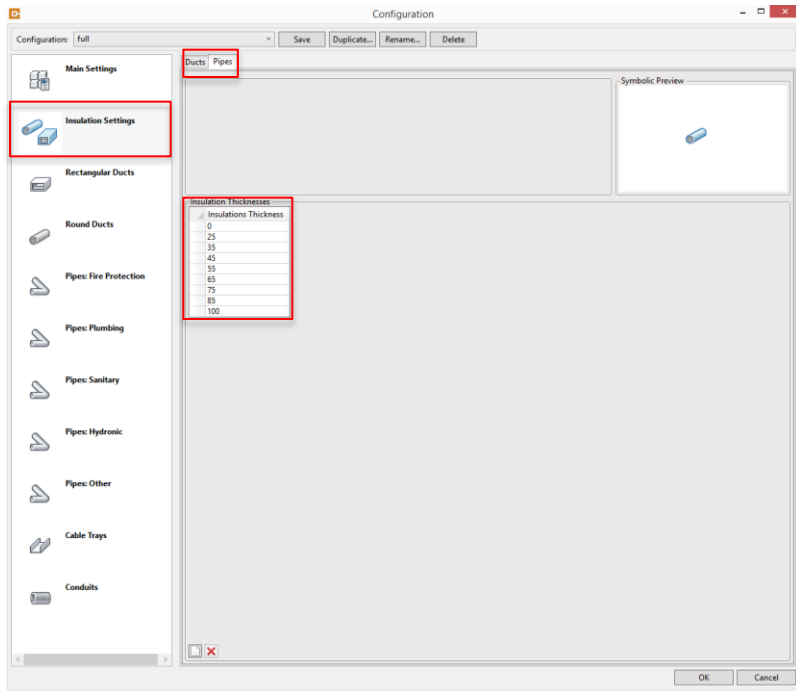 Configuration
Configuration: full Save Duplicate... Rename... Delete
Main Settings
Insulation Settings
Rectangular Ducts
Round Ducts
Pipes: Fire Protection
Pipes: Plumbing
Pipes: Sanitary
Pipes: Hydronic
Pipes: Other
Cable Trays
Conduits
Ducts Pipes
Symbolic Preview
Insulation Thicknesses
Insulations Thickness
0
25
35
45
55
65
75
85
100
OK Cancel